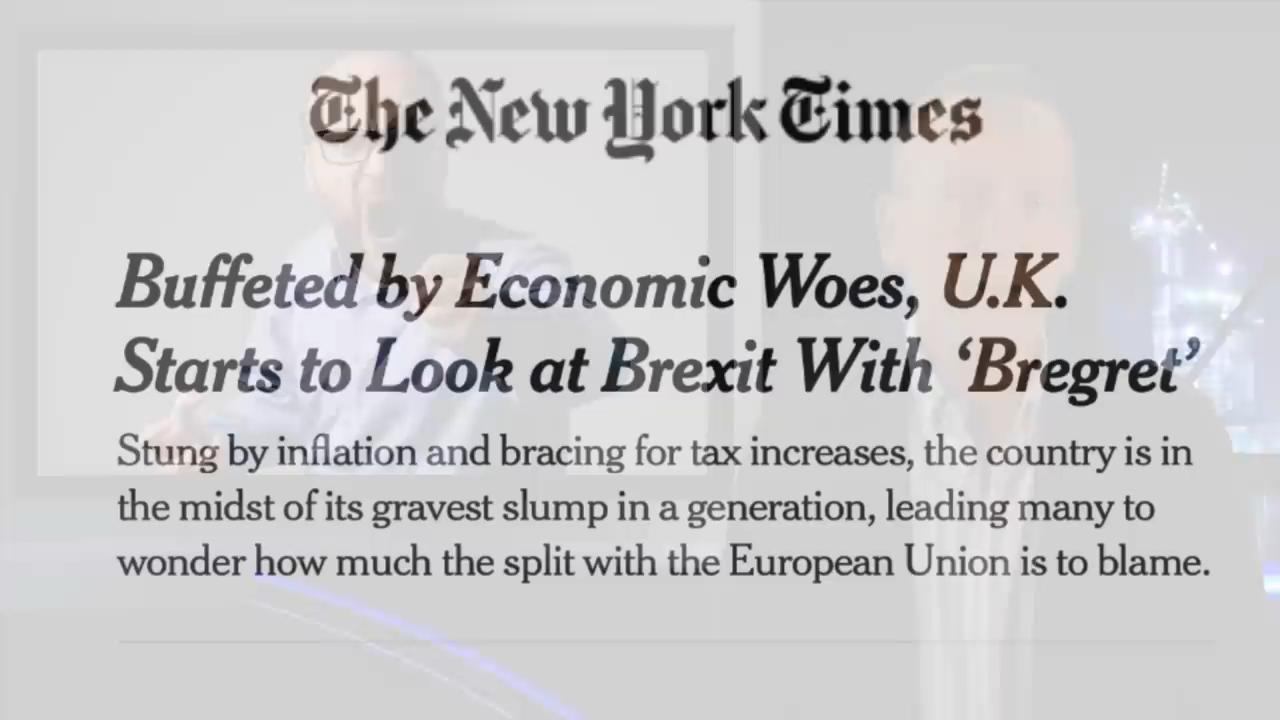 The New York Times
Buffeted by Economic Woes, U.K.
Starts to Look at Brexit With ‘Bregret’
Stung by inflation and bracing for tax increases, the country is in
the midst of its gravest slump in a generation, leading many to
wonder how much the split with the European Union is to blame.